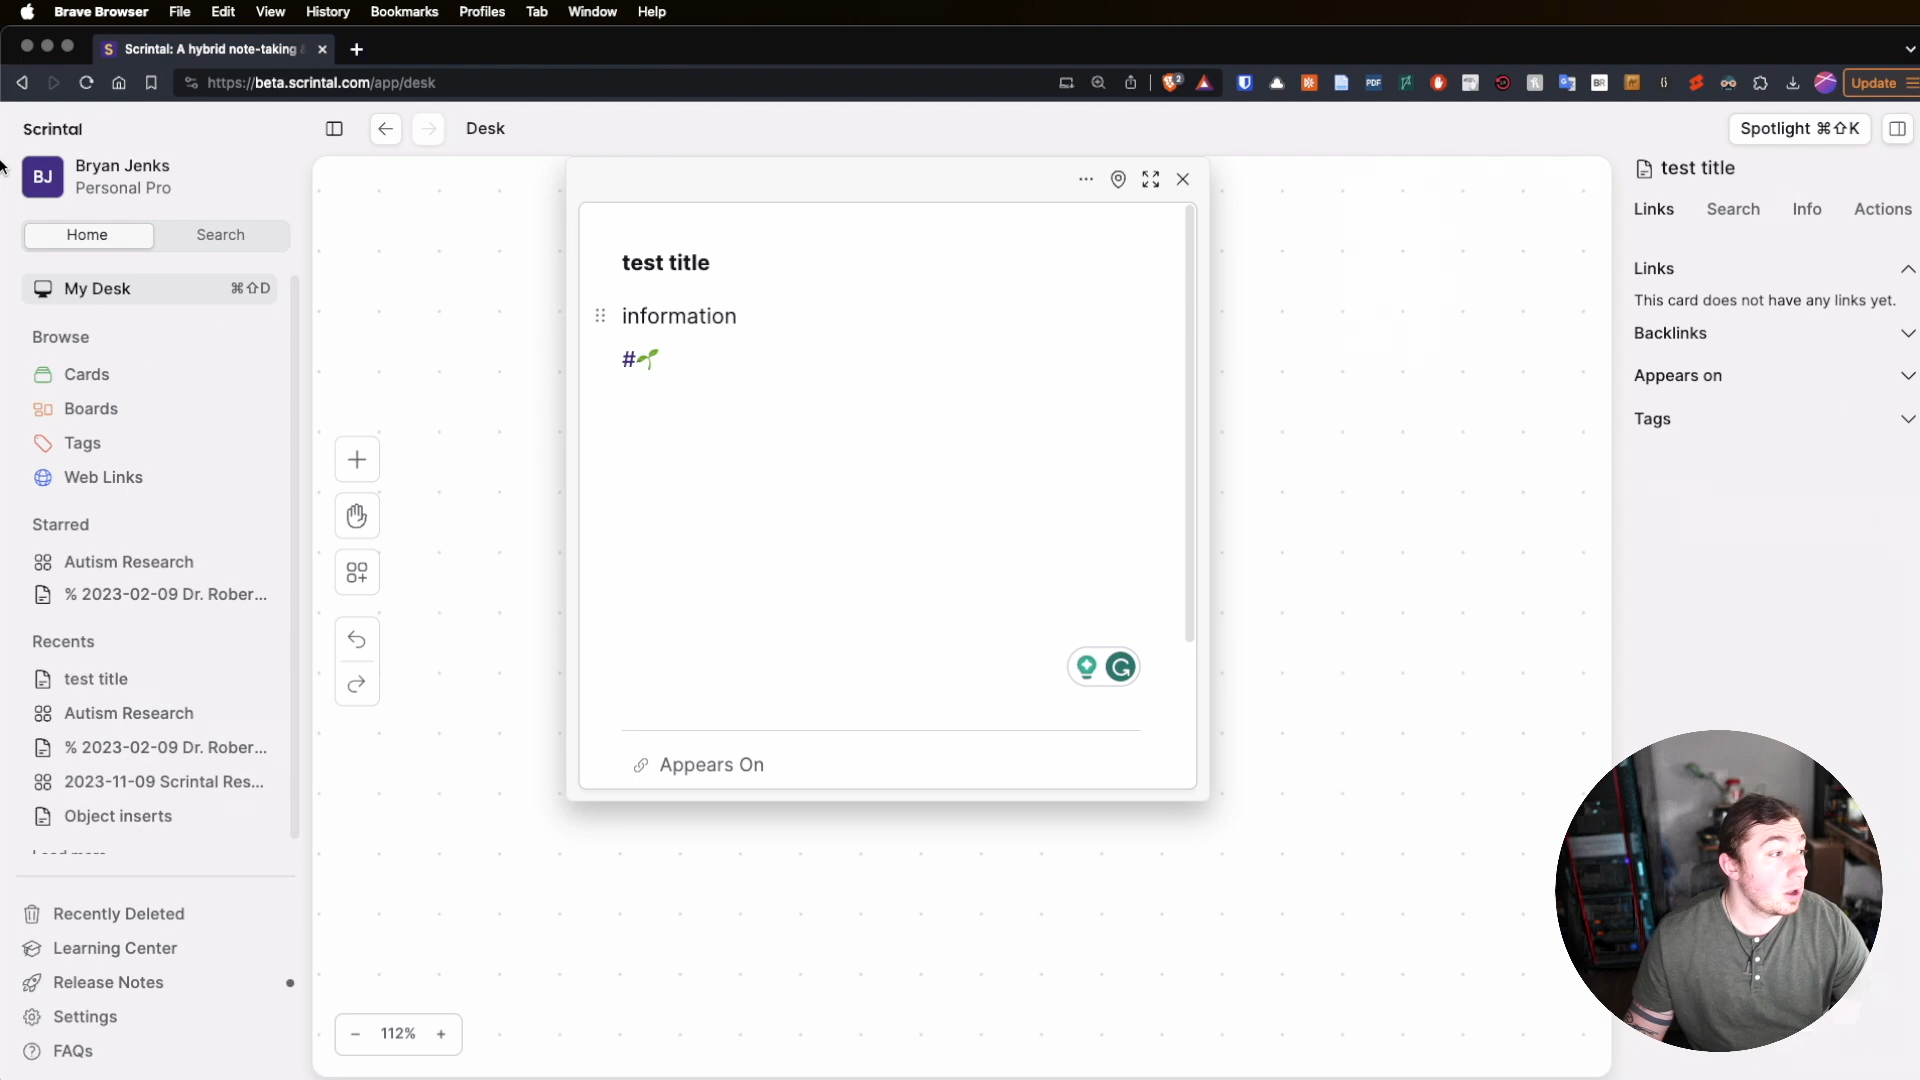 Brave Browser File Edit View History Bookmarks Profiles Tab Window Help
Scrintal: A hybrid note-taking
https://beta.scrintal.com/app/desk
2
PDF
BR
Update
Scrintal
Desk
Spotlight ⌘⇧K
BJ
Bryan Jenks
Personal Pro
Home
Search
My Desk ⌘⇧D
Browse
Cards
Boards
Tags
Web Links
Starred
Autism Research
% 2023-02-09 Dr. Rober...
Recents
test title
Autism Research
% 2023-02-09 Dr. Rober...
2023-11-09 Scrintal Res...
Object inserts
Recently Deleted
Learning Center
Release Notes
Settings
FAQs
test title
information
#🌱
Appears On
− 112% +
test title
Links Search Info Actions
Links
This card does not have any links yet.
Backlinks
Appears on
Tags